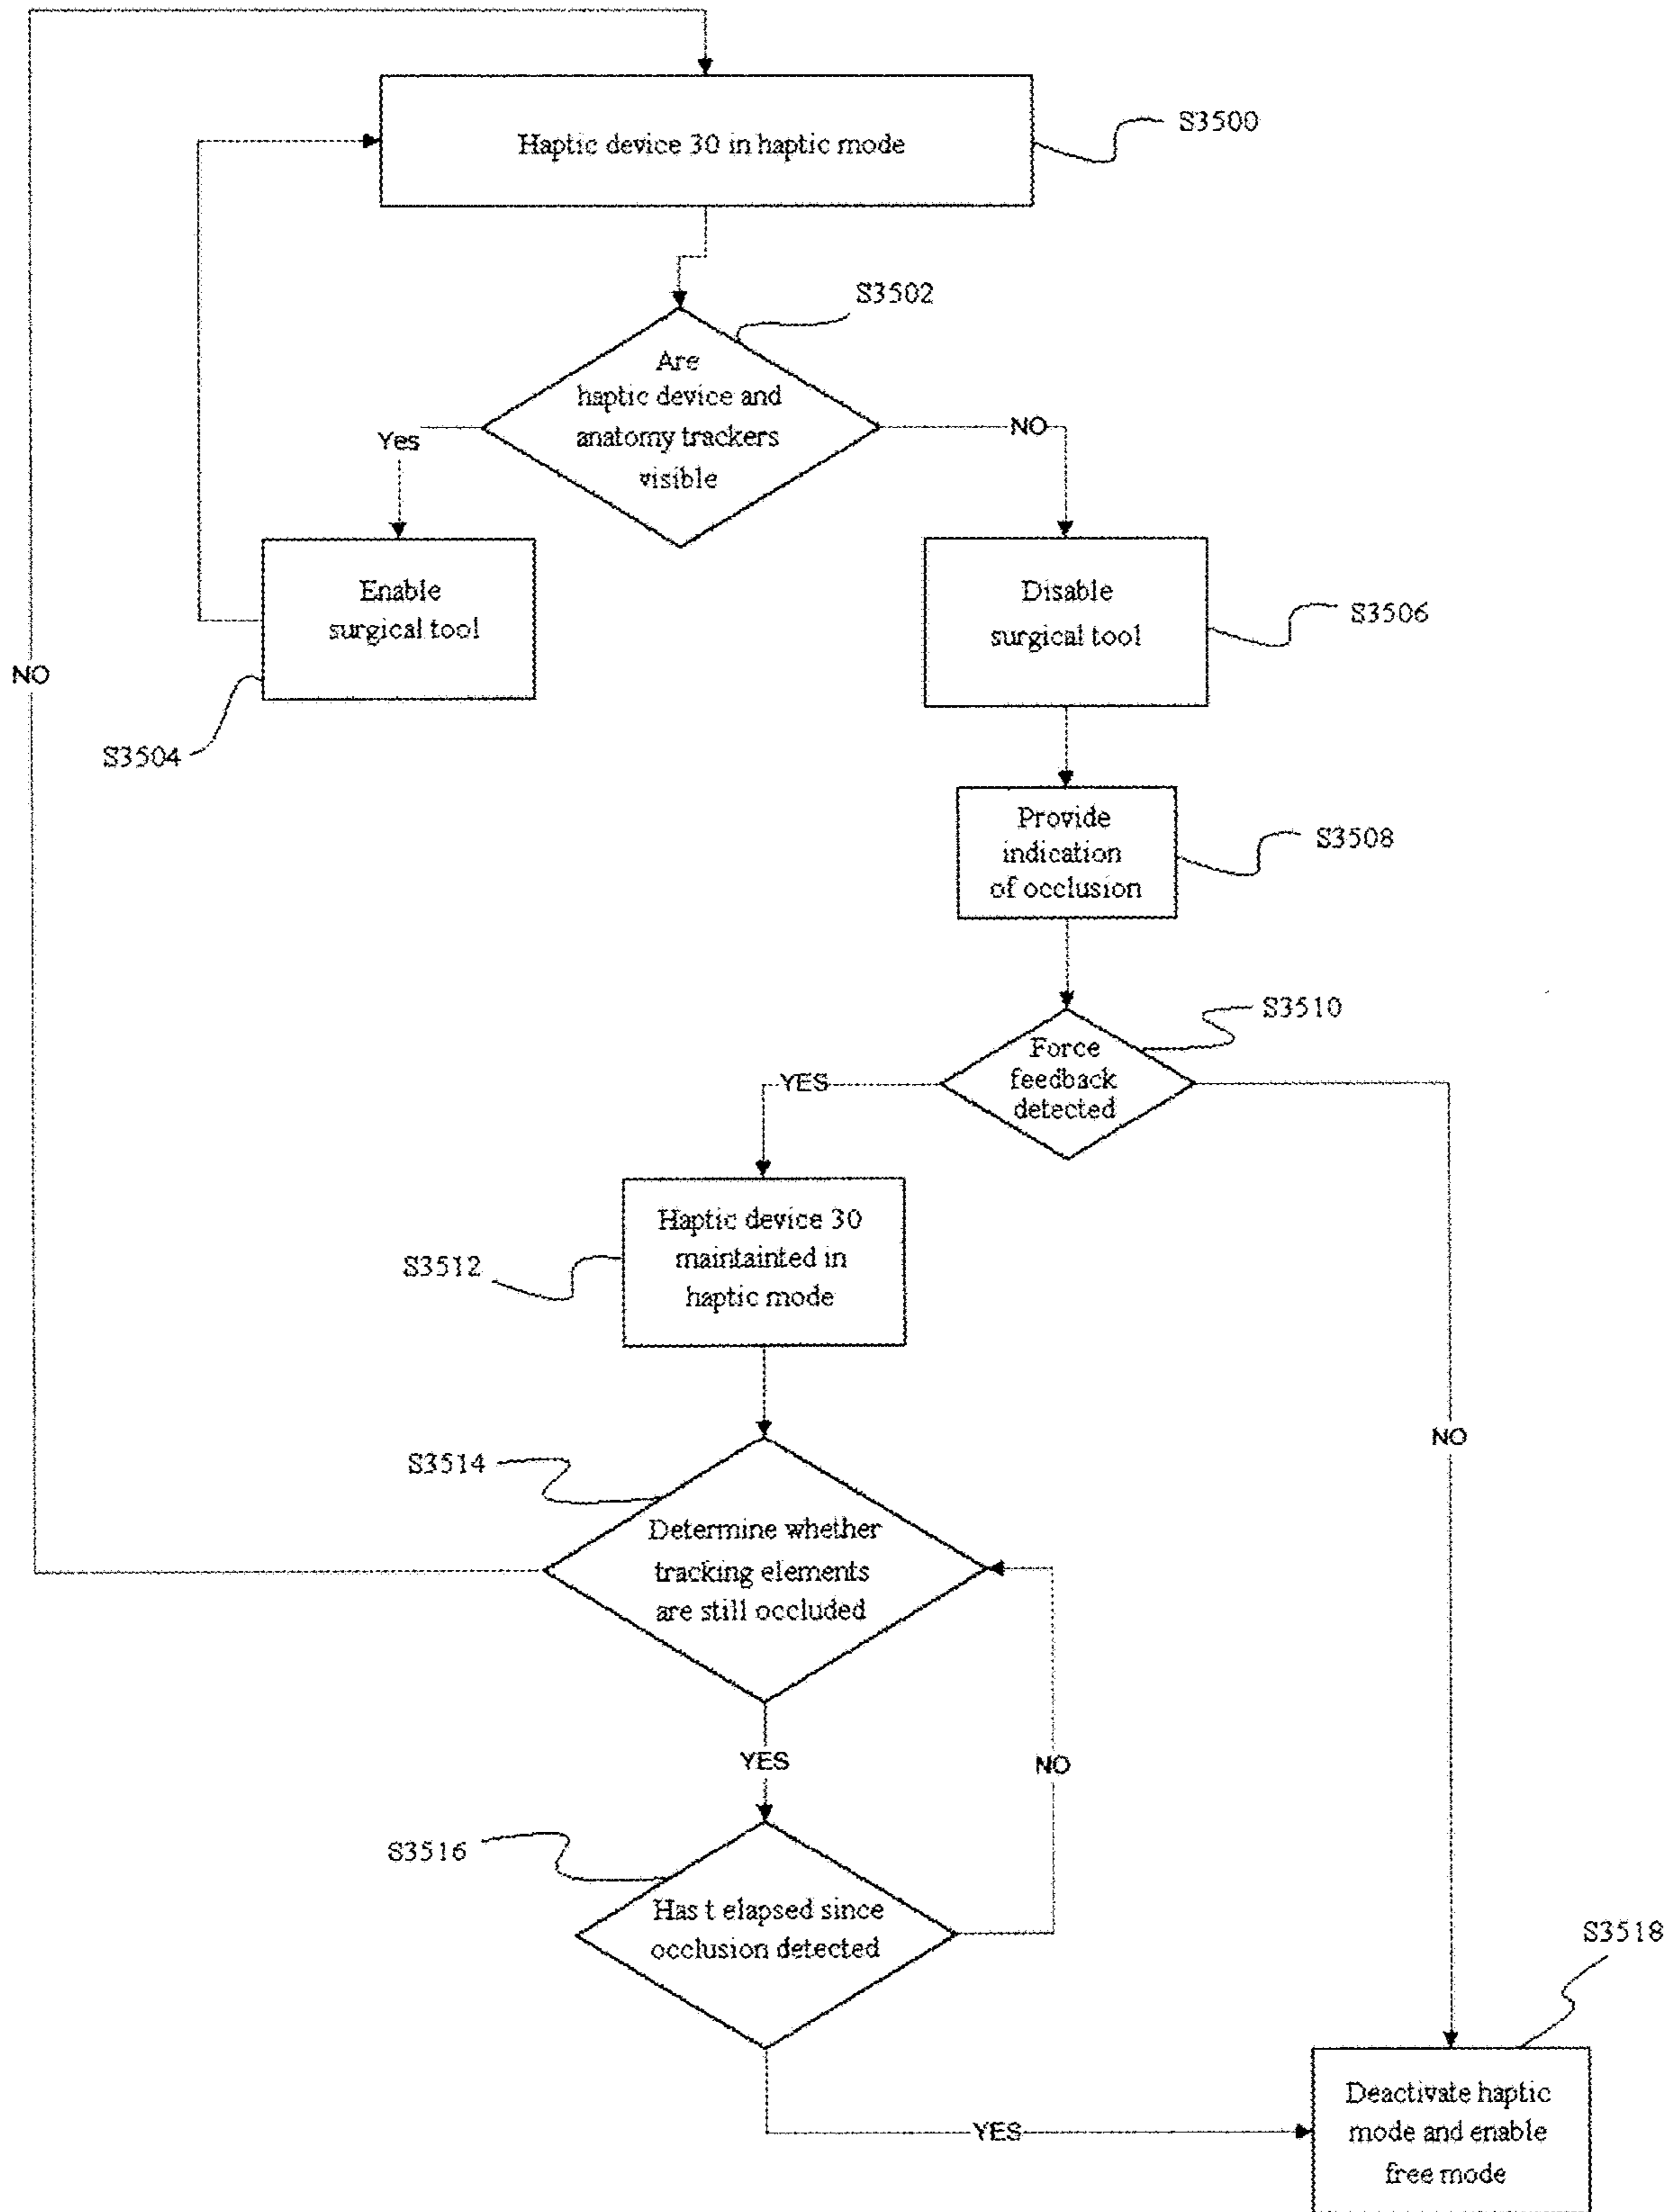 Haptic device 30 in haptic mode
S3500
S3502
Are
haptic device and
anatomy trackers
visible
Yes
NO
Enable
surgical tool
S3504
Disable
surgical tool
S3506
NO
Provide
indication
of occlusion
S3508
S3510
Force
feedback
detected
YES
Haptic device 30
maintainted in
haptic mode
S3512
NO
S3514
Determine whether
tracking elements
are still occluded
YES
NO
S3516
Has t elapsed since
occlusion detected
S3518
YES
Deactivate haptic
mode and enable
free mode